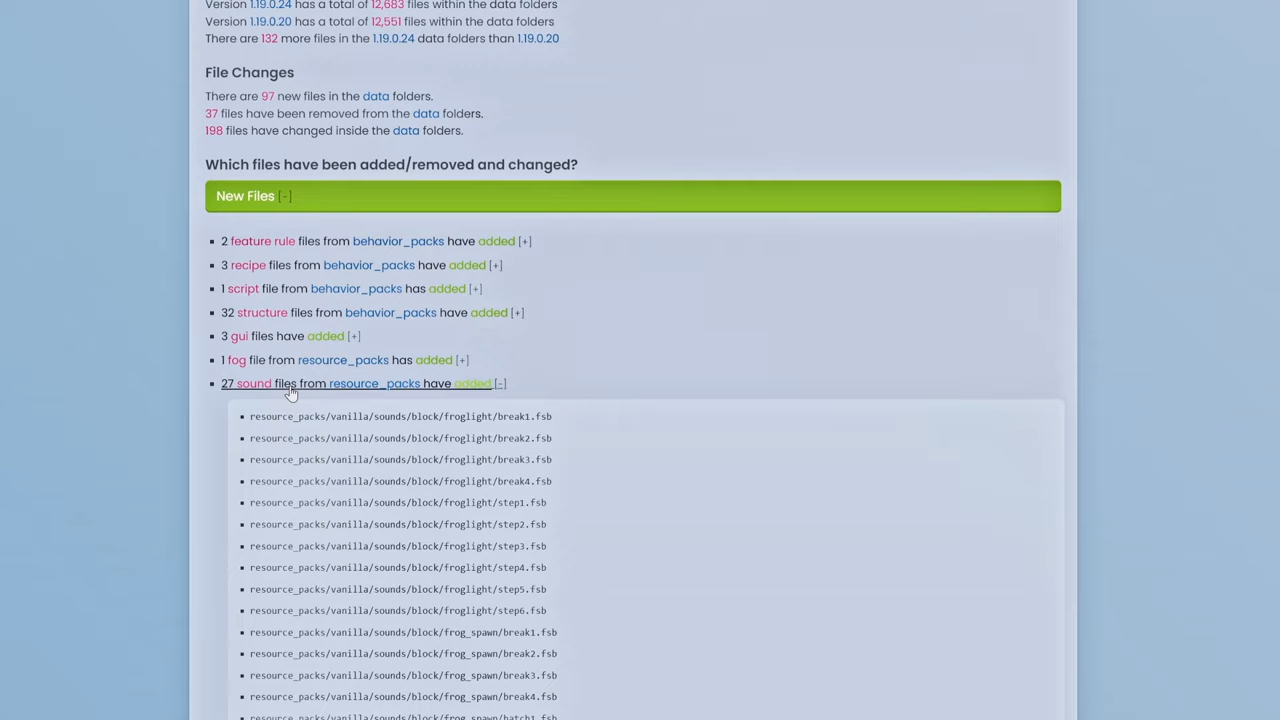 Version 1.19.0.24 has a total of 12,683 files within the data folders
Version 1.19.0.20 has a total of 12,551 files within the data folders
There are 132 more files in the 1.19.0.24 data folders than 1.19.0.20
File Changes
There are 97 new files in the data folders.
37 files have been removed from the data folders.
198 files have changed inside the data folders.
Which files have been added/removed and changed?
New Files [-]
2 feature rule files from behavior_packs have added [+]
3 recipe files from behavior_packs have added [+]
1 script file from behavior_packs has added [+]
32 structure files from behavior_packs have added [+]
3 gui files have added [+]
1 fog file from resource_packs has added [+]
27 sound files from resource_packs have added [-]
resource_packs/vanilla/sounds/block/froglight/break1.fsb
resource_packs/vanilla/sounds/block/froglight/break2.fsb
resource_packs/vanilla/sounds/block/froglight/break3.fsb
resource_packs/vanilla/sounds/block/froglight/break4.fsb
resource_packs/vanilla/sounds/block/froglight/step1.fsb
resource_packs/vanilla/sounds/block/froglight/step2.fsb
resource_packs/vanilla/sounds/block/froglight/step3.fsb
resource_packs/vanilla/sounds/block/froglight/step4.fsb
resource_packs/vanilla/sounds/block/froglight/step5.fsb
resource_packs/vanilla/sounds/block/froglight/step6.fsb
resource_packs/vanilla/sounds/block/frog_spawn/break1.fsb
resource_packs/vanilla/sounds/block/frog_spawn/break2.fsb
resource_packs/vanilla/sounds/block/frog_spawn/break3.fsb
resource_packs/vanilla/sounds/block/frog_spawn/break4.fsb
resource_packs/vanilla/sounds/block/frog_spawn/hatch1.fsb